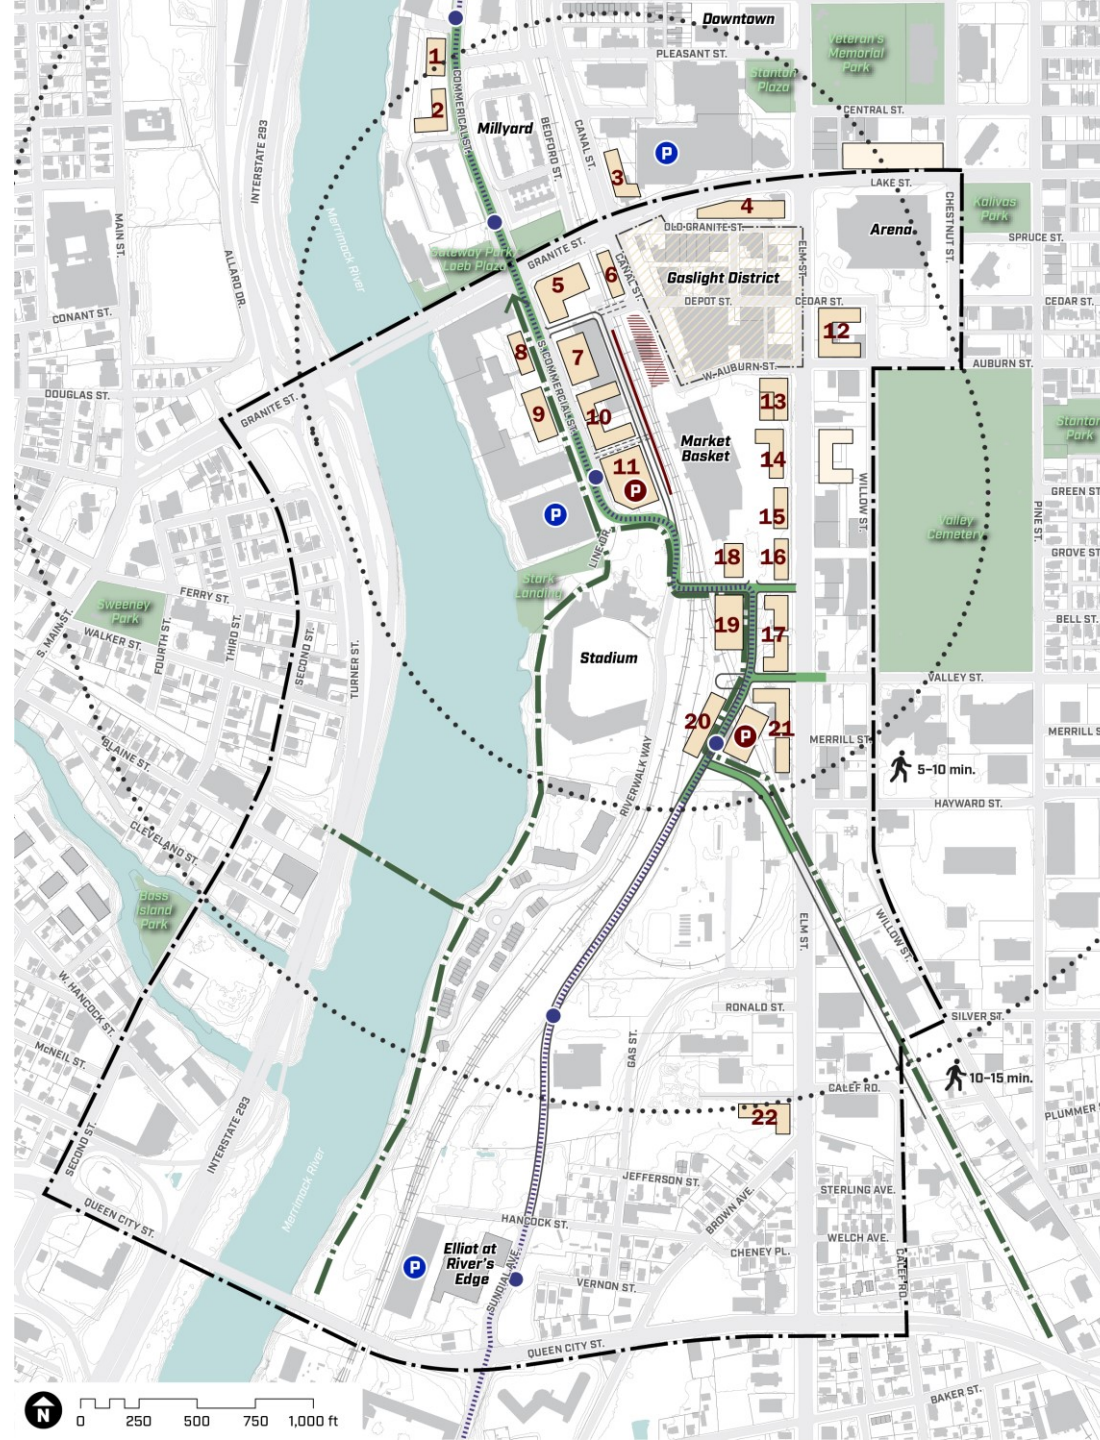 Downtown
PLEASANT ST.
Veteran's
Memorial
Park
Stanton
Plaza
1
COMMERICAL ST.
2
Millyard
BEDFORD ST.
CANAL ST.
CENTRAL ST.
INTERSTATE 293
P
3
LAKE ST.
4
Kalivas
Park
CHESTNUT ST.
MAIN ST.
Merrimack River
OLD GRANITE ST.
Arena
SPRUCE ST.
ELM ST.
Gateway Park/
Loeb Plaza
GRANITE ST.
CANAL ST.
Gaslight District
ALLARD DR.
5
6
DEPOT ST.
CEDAR ST.
CEDAR ST.
CONANT ST.
12
8
S. COMMERCIAL ST.
7
W. AUBURN ST.
AUBURN ST.
DOUGLAS ST.
GRANITE ST.
9
10
13
Stanton
Park
Market
Basket
14
11
P
WILLOW ST.
GREEN ST
15
P
PINE ST.
Valley
Cemetery
LINE DR.
18
16
GROVE ST
Stark
Landing
FERRY ST.
Sweeney
Park
WALKER ST.
S. MAIN ST.
FOURTH ST.
THIRD ST.
SECOND ST.
TURNER ST.
19
17
BELL ST.
Stadium
VALLEY ST.
20
P
21
MERRILL ST.
MERRILL S
BLAINE ST.
RIVERWALK WAY
5-10 min.
HAYWARD ST.
CLEVELAND ST.
Bass
Island
Park
ELM ST.
WILLOW ST.
W. HANCOCK ST.
RONALD ST.
SILVER ST.
McNEIL ST.
GAS ST.
10-15 min.
CALEF RD.
22
PLUMMER S
SECOND ST.
INTERSTATE 293
Merrimack River
JEFFERSON ST.
STERLING AVE.
BROWN AVE.
QUEEN CITY ST.
HANCOCK ST.
WELCH AVE.
CHENEY PL.
P
Elliot at
River's
Edge
SUNDIAL AVE.
VERNON ST.
CALEF RD.
QUEEN CITY ST.
BAKER ST.
N
0 250 500 750 1,000 ft